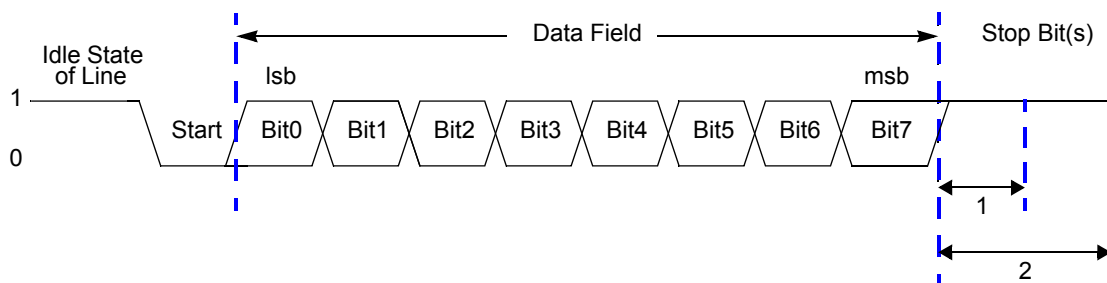 Data Field
Stop Bit(s)
Idle State
of Line
lsb
msb
1
Start
Bit0
Bit1
Bit2
Bit3
Bit4
Bit5
Bit6
Bit7
0
1
2